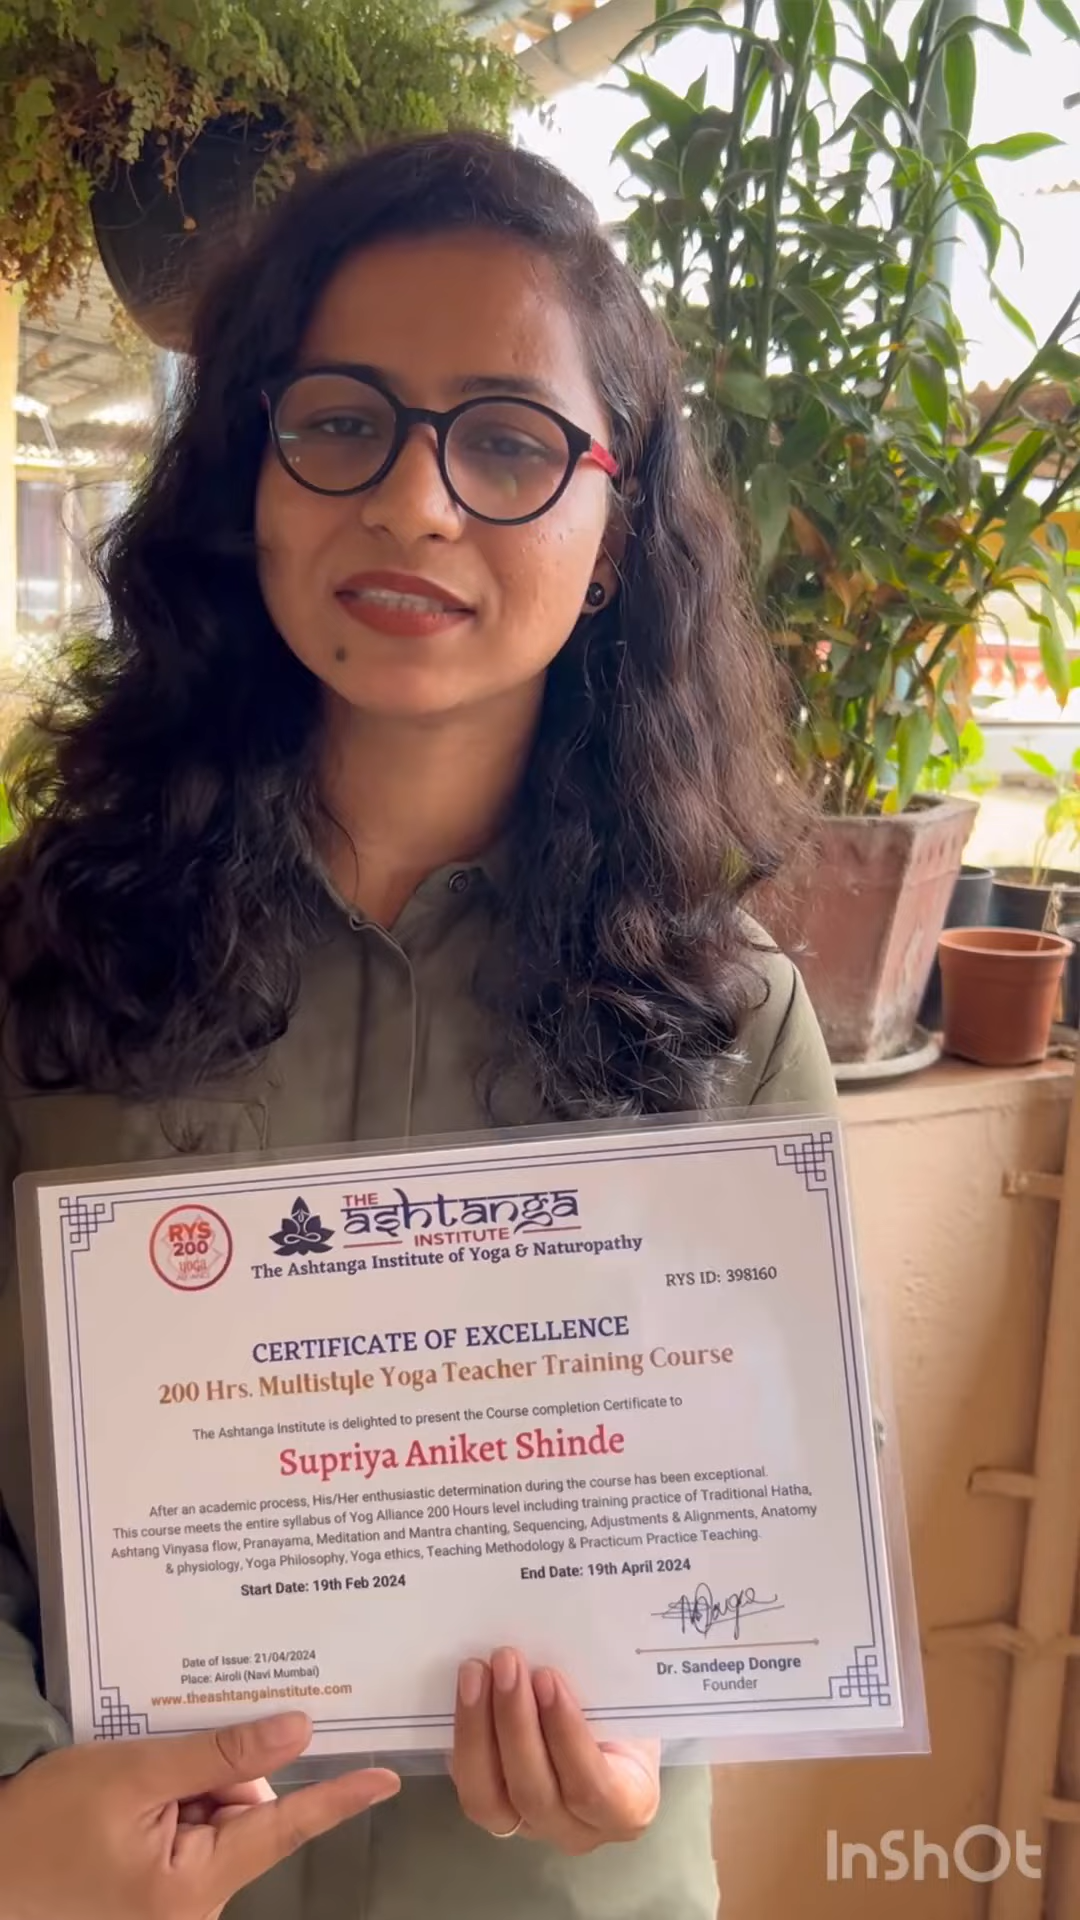 RYS
200
YOGA
ALLIANCE
THE
ashtanga
INSTITUTE
The Ashtanga Institute of Yoga & Naturopathy
RYS ID: 398160
CERTIFICATE OF EXCELLENCE
200 Hrs. Multistyle Yoga Teacher Training Course
The Ashtanga Institute is delighted to present the Course completion Certificate to
Supriya Aniket Shinde
After an academic process, His/Her enthusiastic determination during the course has been exceptional.
This course meets the entire syllabus of Yog Alliance 200 Hours level including training practice of Traditional Hatha,
Ashtang Vinyasa flow, Pranayama, Meditation and Mantra chanting, Sequencing, Adjustments & Alignments, Anatomy
& physiology, Yoga Philosophy, Yoga ethics, Teaching Methodology & Practicum Practice Teaching.
Start Date: 19th Feb 2024 End Date: 19th April 2024
Date of Issue: 21/04/2024
Place: Airoli (Navi Mumbai)
www.theashtangainstitute.com
Dr. Sandeep Dongre
Founder
InShOt